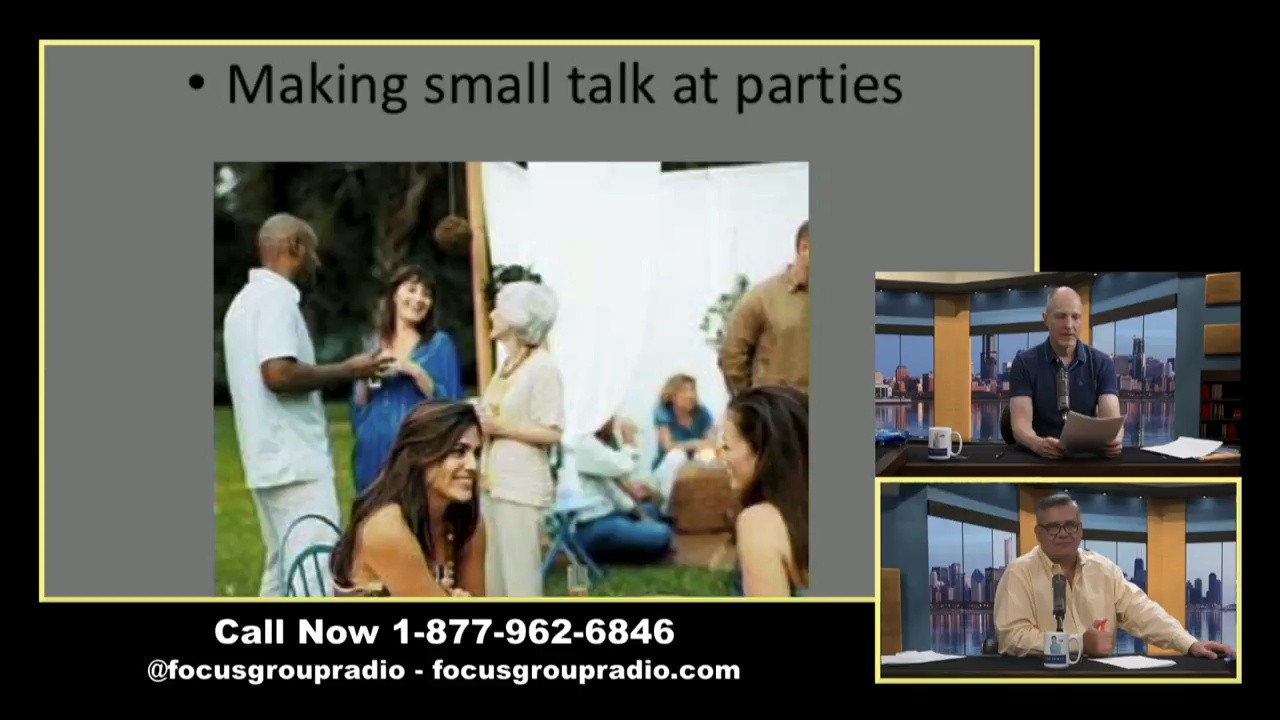 • Making small talk at parties
Call Now 1-877-962-6846
@focusgroupradio - focusgroupradio.com